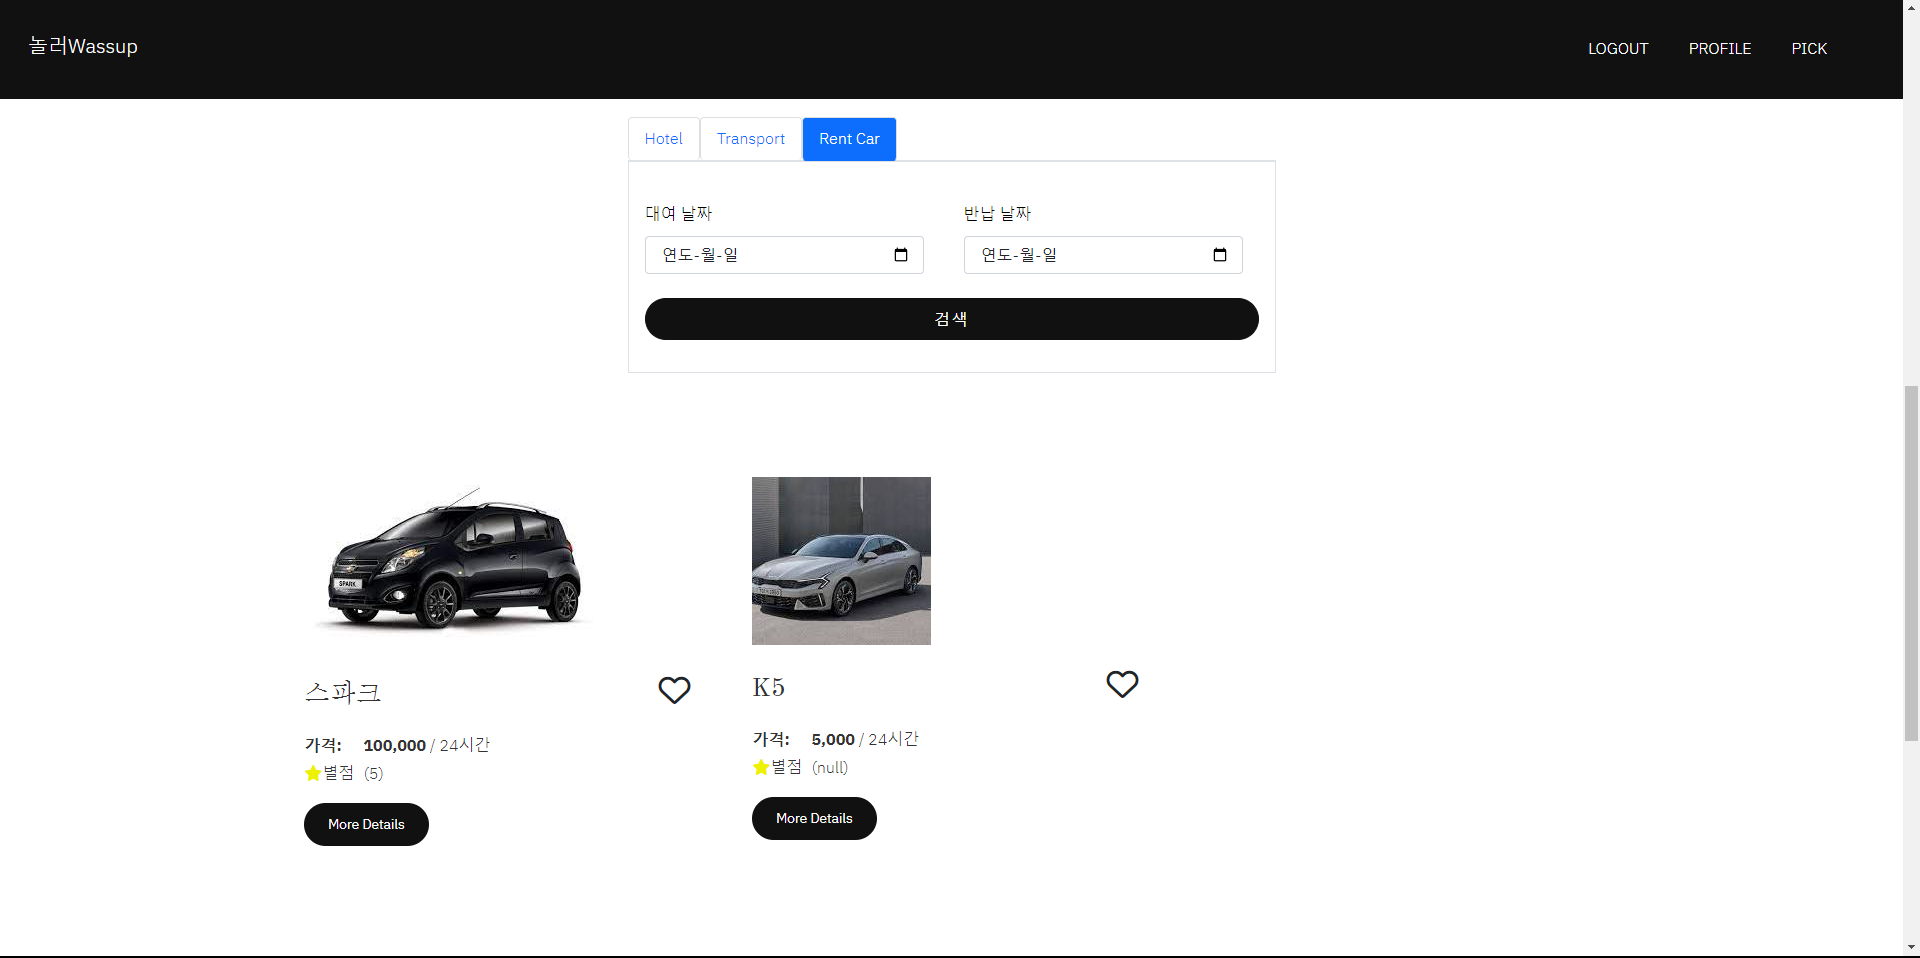 놀러Wassup
LOGOUT PROFILE PICK
Hotel Transport Rent Car
대여 날짜 반납 날짜
연도-월-일 연도-월-일
검색
SPARK
스파크
가격: 100,000 / 24시간
별점 (5)
More Details
K5
가격: 5,000 / 24시간
별점 (null)
More Details